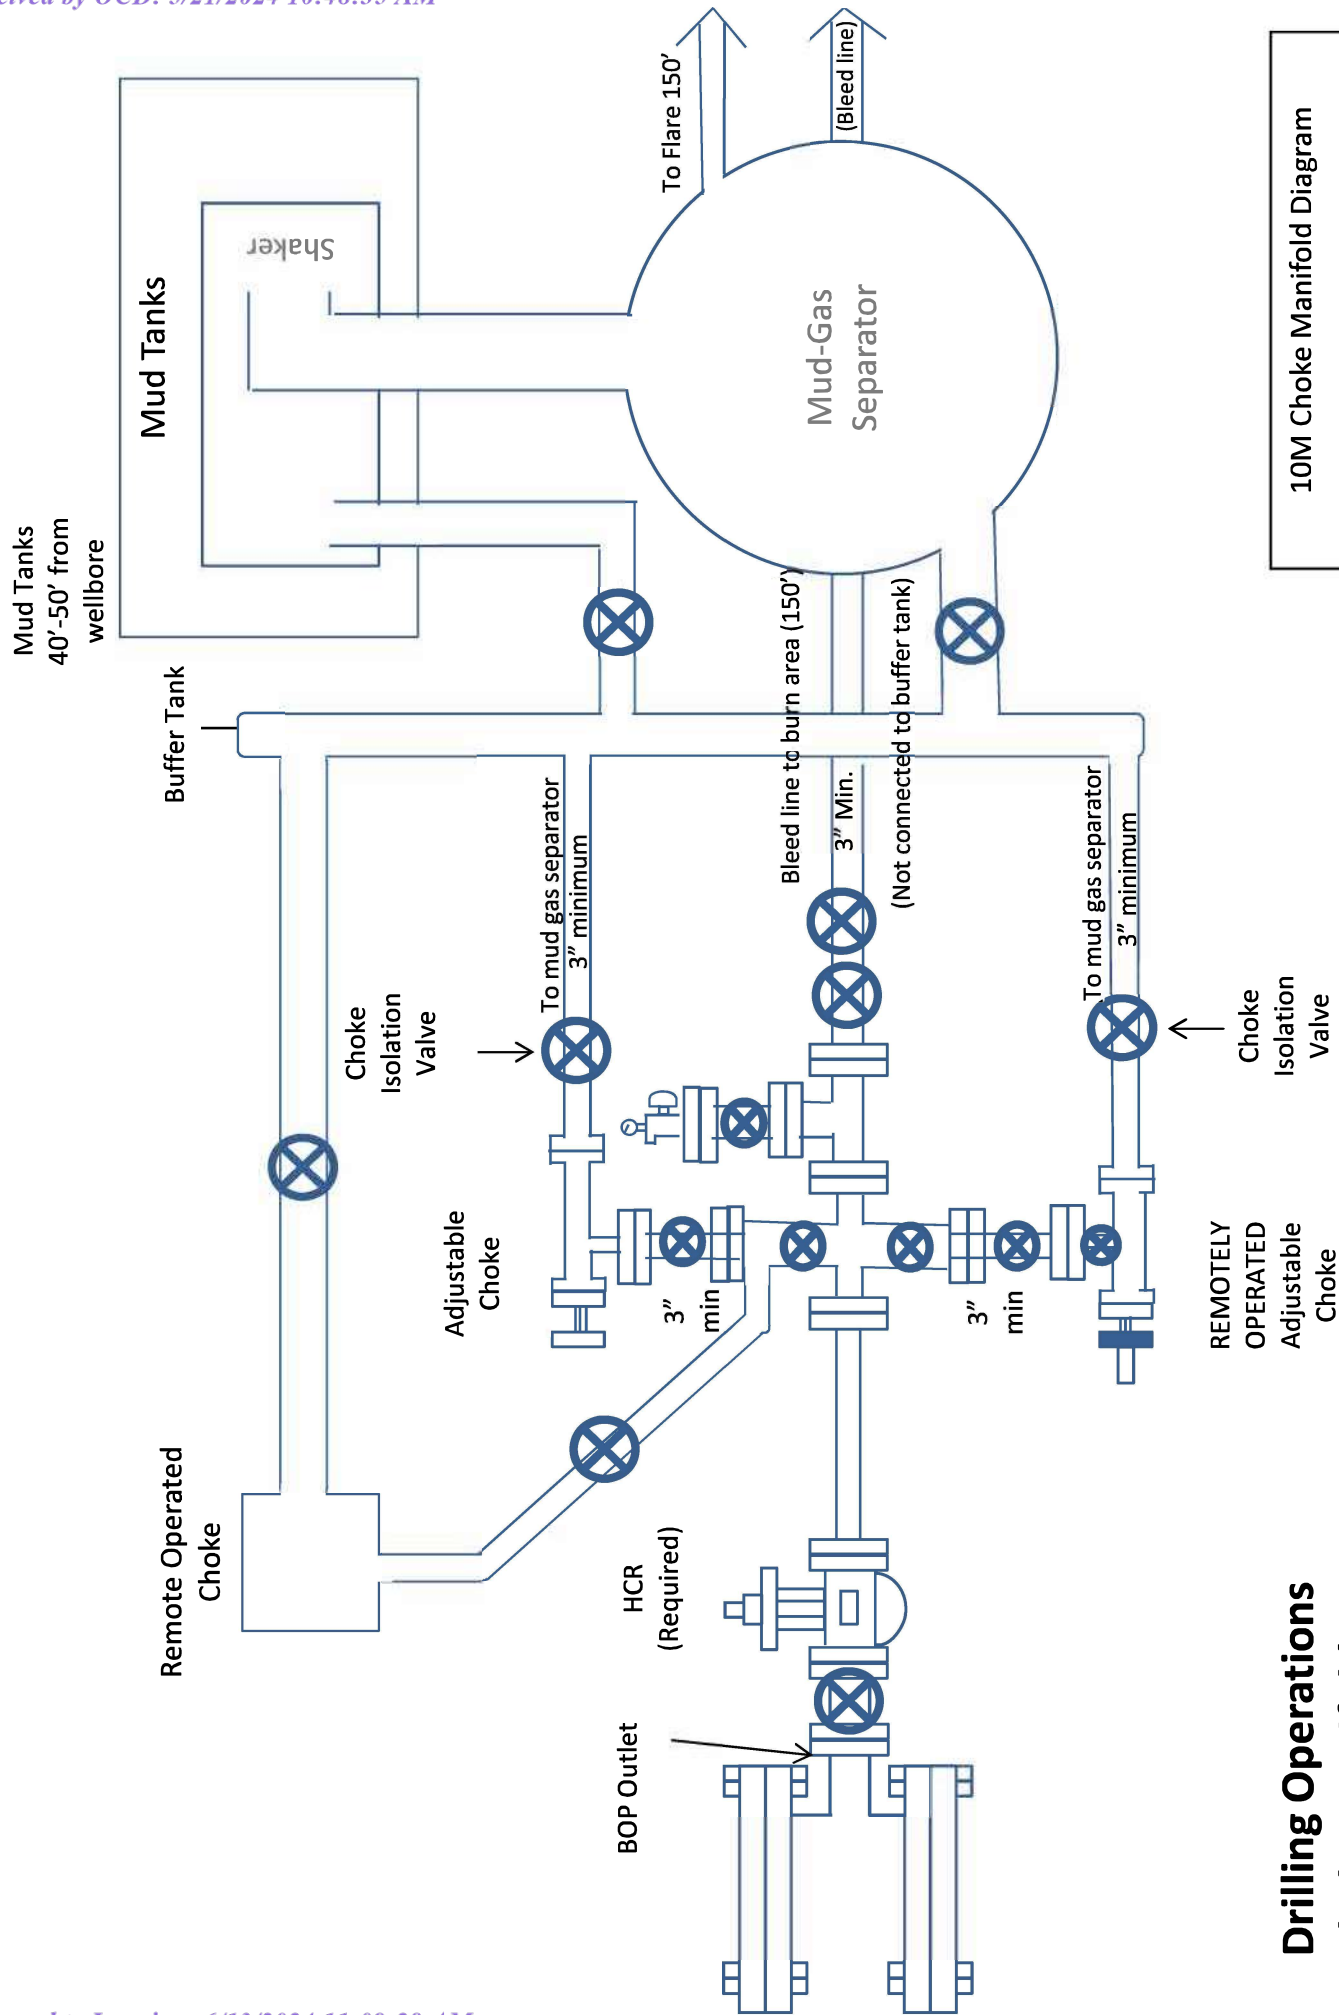 Mud Tanks
40’-50’ from
wellbore
Mud Tanks
Shaker
Buffer Tank
To Flare 150’
(Bleed line)
Mud-Gas
Separator
Remote Operated
Choke
Choke
Isolation
Valve
Adjustable
Choke
To mud gas separator
3” minimum
Bleed line to burn area (150’)
3” Min.
(Not connected to buffer tank)
To mud gas separator
3” minimum
3”
min
3”
min
HCR
(Required)
BOP Outlet
Choke
Isolation
Valve
REMOTELY
OPERATED
Adjustable
Choke
10M Choke Manifold Diagram
Drilling Operations